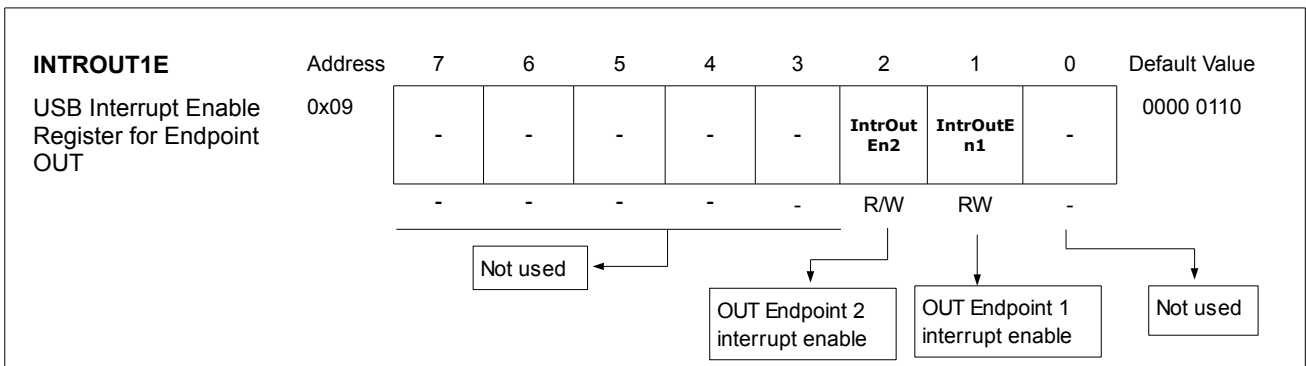 INTROUT1E Address 7 6 5 4 3 2 1 0 Default Value
USB Interrupt Enable
Register for Endpoint
OUT
0x09
- - - - - IntrOut
En2
IntrOutE
n1
-
0000 0110
- - - - - R/W RW -
Not used
OUT Endpoint 2
interrupt enable
OUT Endpoint 1
interrupt enable
Not used